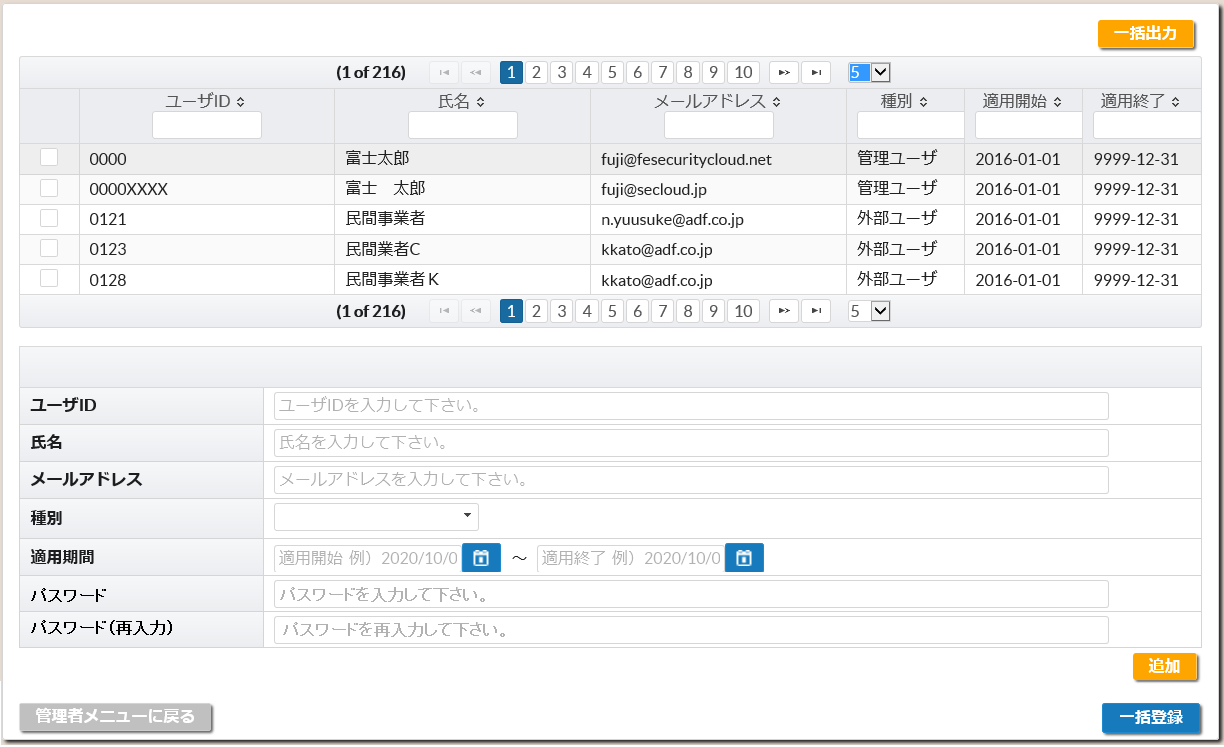 一括出力
(1 of 216) 1 2 3 4 5 6 7 8 9 10 5
ユーザID 氏名 メールアドレス 種別 適用開始 適用終了
0000 富士太郎 fuji@fesecuritycloud.net 管理ユーザ 2016-01-01 9999-12-31
0000XXXX 富士　太郎 fuji@secloud.jp 管理ユーザ 2016-01-01 9999-12-31
0121 民間事業者 n.yuusuke@adf.co.jp 外部ユーザ 2016-01-01 9999-12-31
0123 民間業者C kkato@adf.co.jp 外部ユーザ 2016-01-01 9999-12-31
0128 民間事業者Ｋ kkato@adf.co.jp 外部ユーザ 2016-01-01 9999-12-31
(1 of 216) 1 2 3 4 5 6 7 8 9 10 5
ユーザID ユーザIDを入力して下さい。
氏名 氏名を入力して下さい。
メールアドレス メールアドレスを入力して下さい。
種別
適用期間 適用開始 例）2020/10/0 ～ 適用終了 例）2020/10/0
パスワード パスワードを入力して下さい。
パスワード(再入力) パスワードを再入力して下さい。
追加
管理者メニューに戻る 一括登録